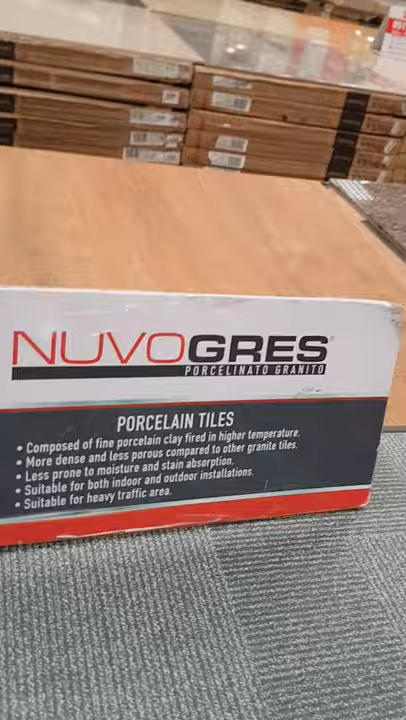 NUVOGRES
PORCELINATO GRANITO
PORCELAIN TILES
• Composed of fine porcelain clay fired in higher temperature.
• More dense and less porous compared to other granite tiles.
• Less prone to moisture and stain absorption.
• Suitable for both indoor and outdoor installations.
• Suitable for heavy traffic area.